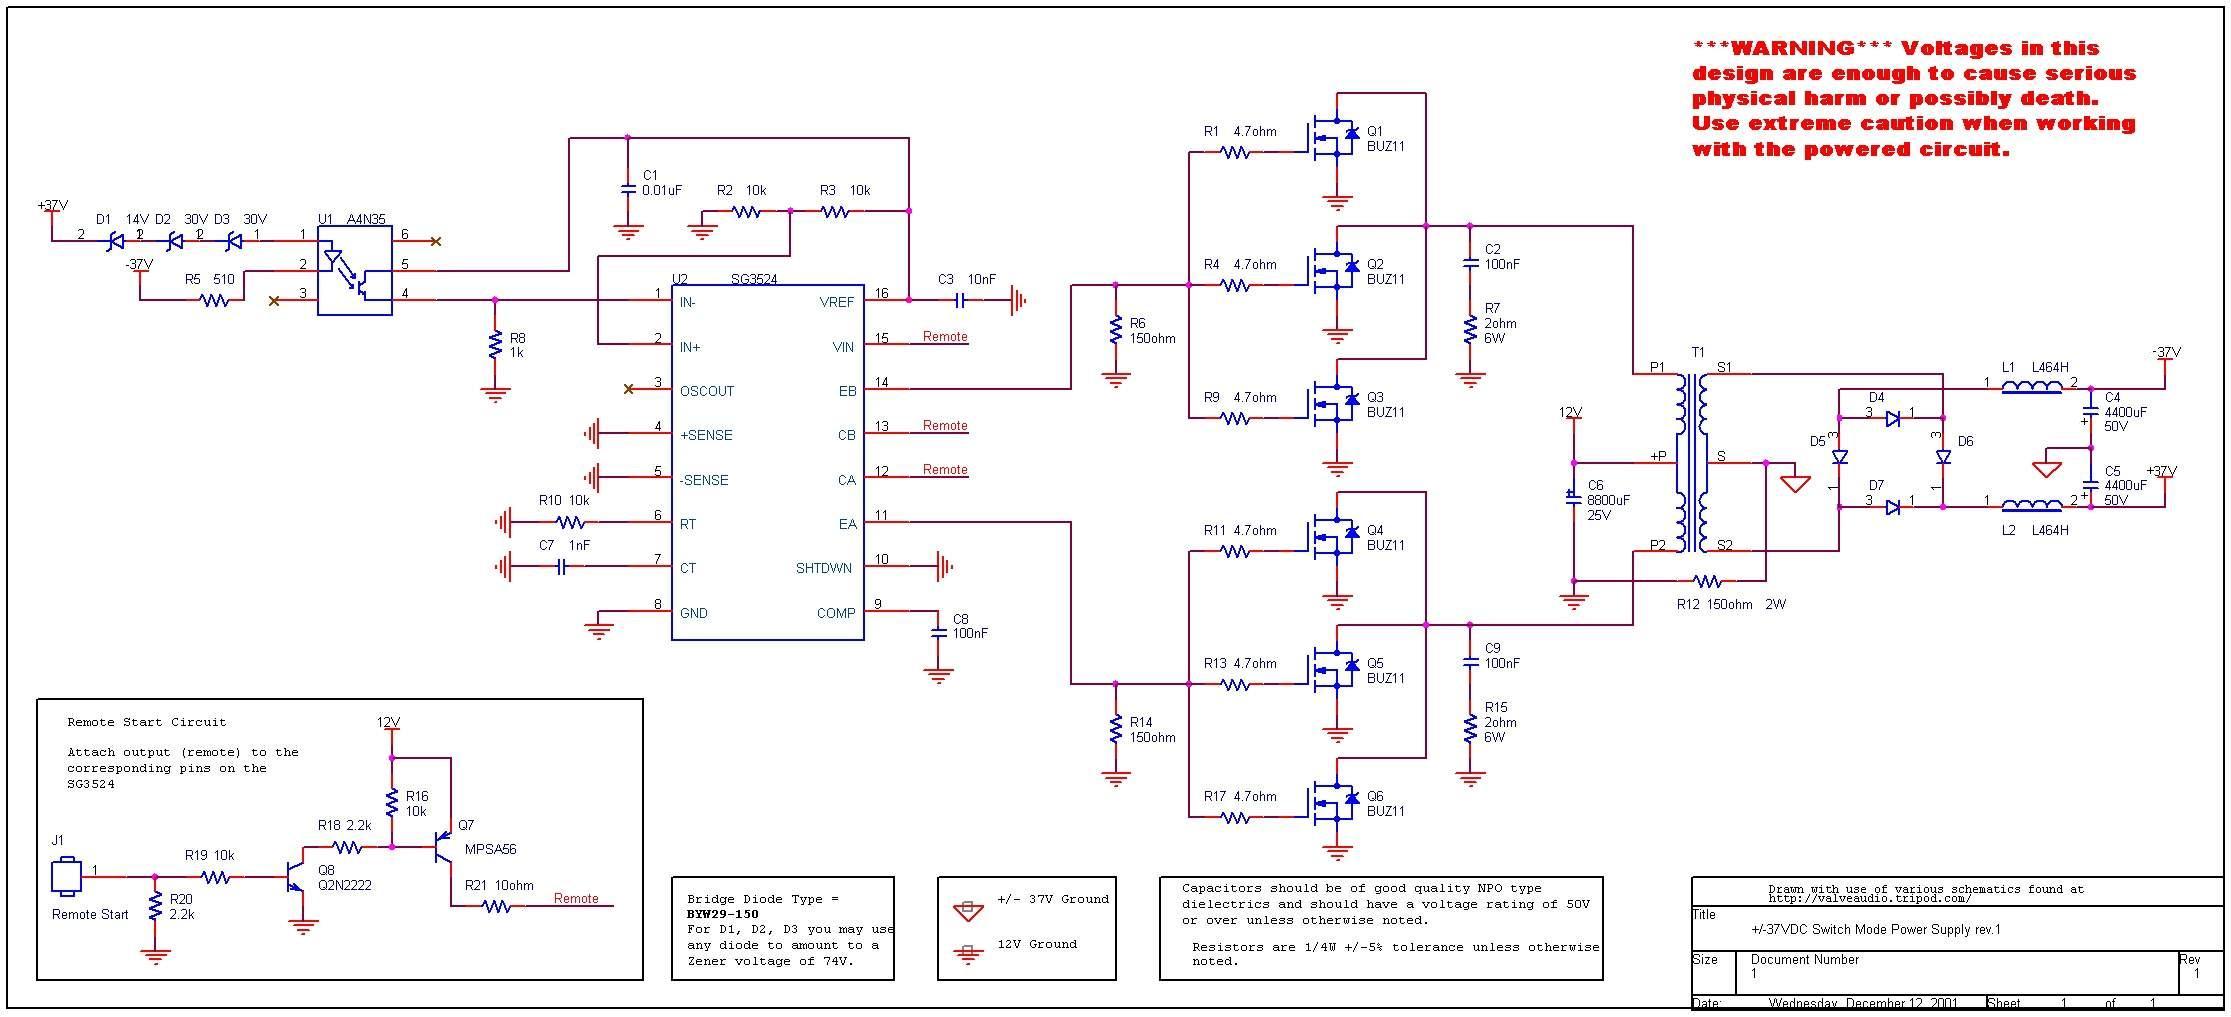 ***WARNING*** Voltages in this
design are enough to cause serious
physical harm or possibly death.
Use extreme caution when working
with the powered circuit.
+37V
D1 14V D2 30V D3 30V
2 1 2 1 2 1
-37V
R5 510
U1 A4N35
1
2
3
6
5
4
C1
0.01uF
R2 10k
R3 10k
R8
1k
U2 SG3524
1 IN-
2 IN+
3 OSCOUT
4 +SENSE
5 -SENSE
6 RT
7 CT
8 GND
VREF 16
VIN 15 Remote
EB 14
CB 13 Remote
CA 12 Remote
EA 11
SHTDWN 10
COMP 9
R10 10k
C7 1nF
C3 10nF
C8
100nF
R6
150ohm
R14
150ohm
R1 4.7ohm
Q1
BUZ11
R4 4.7ohm
Q2
BUZ11
R9 4.7ohm
Q3
BUZ11
R11 4.7ohm
Q4
BUZ11
R13 4.7ohm
Q5
BUZ11
R17 4.7ohm
Q6
BUZ11
C2
100nF
R7
2ohm
6W
C9
100nF
R15
2ohm
6W
12V
C6
8800uF
25V
T1
P1 S1
+P S
P2 S2
R12 150ohm 2W
D4
3 1
D5
3
1
D6
3
1
D7
3 1
L1 L464H
1 2
L2 L464H
1 2
-37V
C4
4400uF
+
50V
C5
4400uF
+
50V
+37V
Remote Start Circuit
Attach output (remote) to the
corresponding pins on the
SG3524
12V
R16
10k
Q7
MPSA56
R18 2.2k
J1
1
R19 10k
Q8
Q2N2222
R20
2.2k
R21 10ohm
Remote
Remote Start
Bridge Diode Type =
BYW29-150
For D1, D2, D3 you may use
any diode to amount to a
Zener voltage of 74V.
+/- 37V Ground
12V Ground
Capacitors should be of good quality NPO type
dielectrics and should have a voltage rating of 50V
or over unless otherwise noted.
Resistors are 1/4W +/-5% tolerance unless otherwise
noted.
Drawn with use of various schematics found at
http://valveaudio.tripod.com/
Title
+/-37VDC Switch Mode Power Supply rev.1
Size Document Number Rev
1 1
Date: Wednesday, December 12, 2001 Sheet 1 of 1